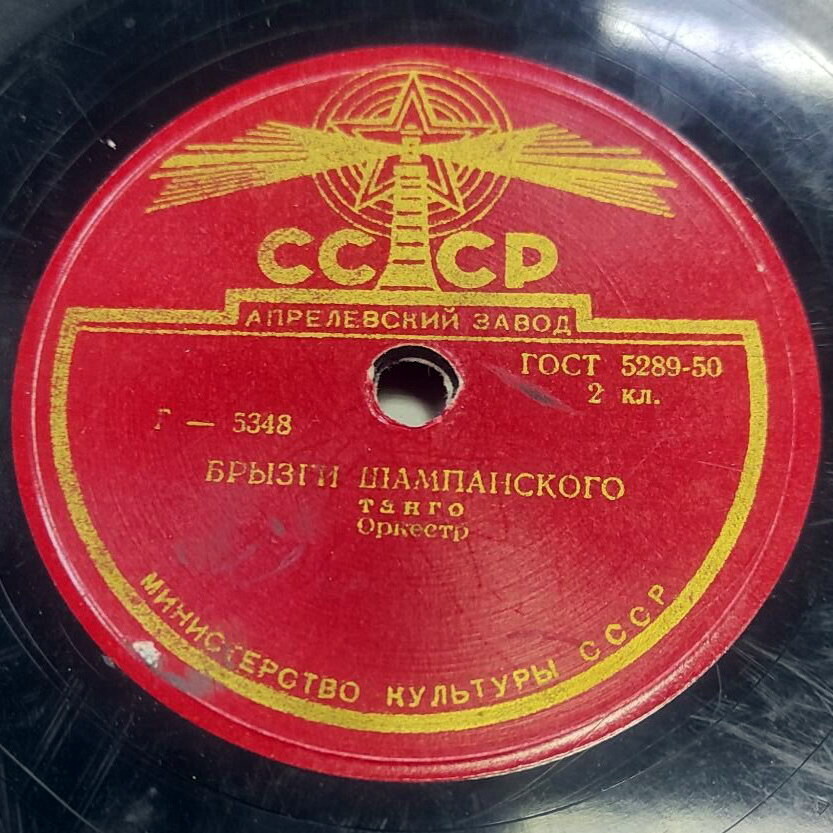 СССР
АПРЕЛЕВСКИЙ ЗАВОД
ГОСТ 5289-50
2 кл.
Г — 5348
БРЫЗГИ ШАМПАНСКОГО
танго
Оркестр
МИНИСТЕРСТВО КУЛЬТУРЫ СССР